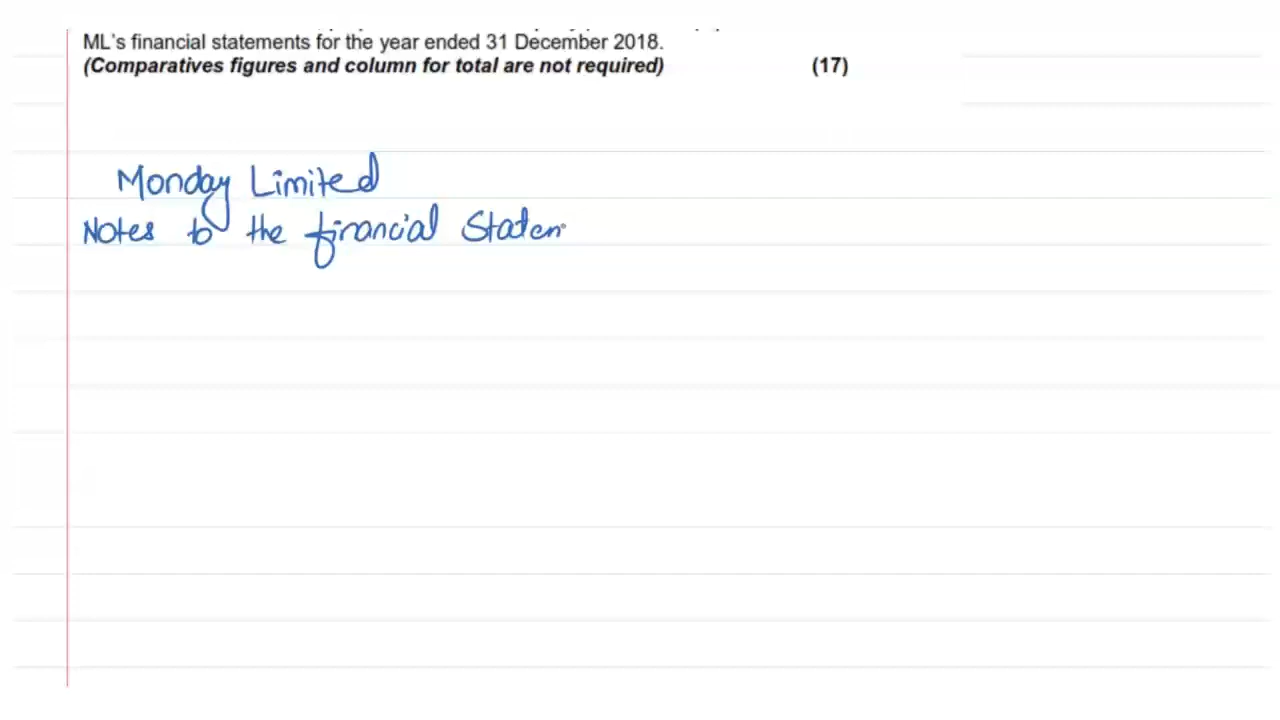 ML's financial statements for the year ended 31 December 2018.
(Comparatives figures and column for total are not required) (17)
Monday Limited
Notes to the financial Statem